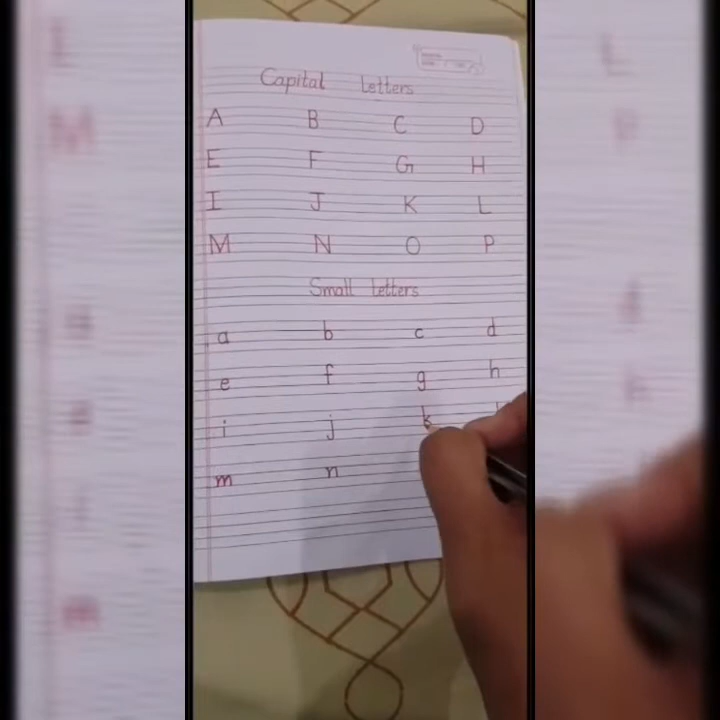 Capital Letters
A B C D
E F G H
I J K L
M N O P
Small Letters
a b c d
e f g h
i j k
m n